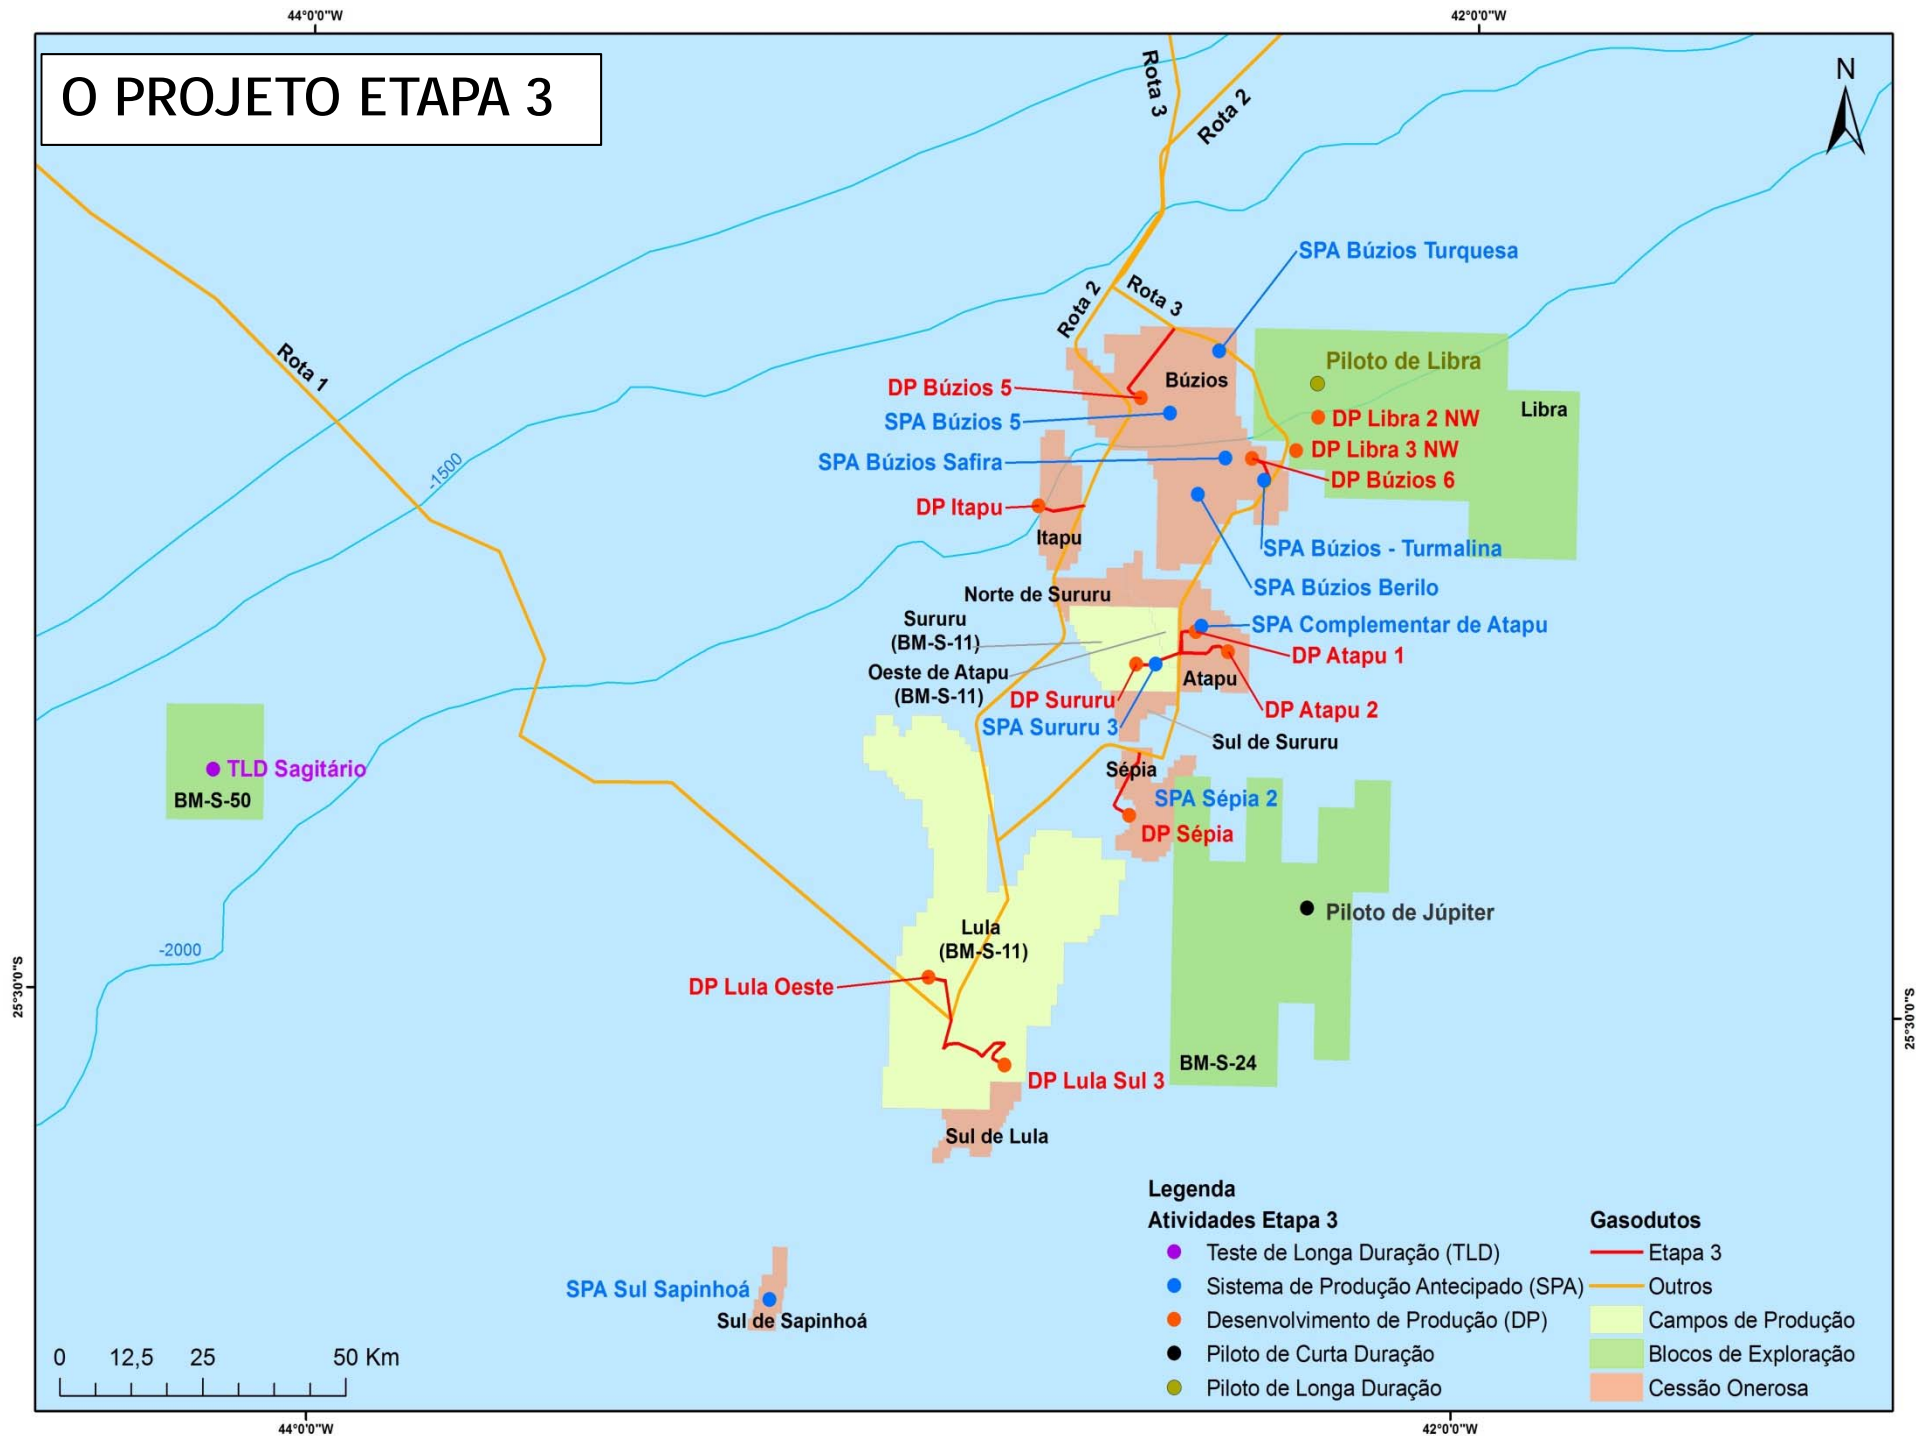 44°0'0"W
42°0'0"W
O PROJETO ETAPA 3
N
Rota 3
Rota 2
SPA Búzios Turquesa
Rota 2
Rota 3
Rota 1
Piloto de Libra
Búzios
DP Búzios 5
Libra
SPA Búzios 5
DP Libra 2 NW
DP Libra 3 NW
SPA Búzios Safira
DP Búzios 6
-1500
DP Itapu
Itapu
SPA Búzios - Turmalina
SPA Búzios Berilo
Norte de Sururu
Sururu
(BM-S-11)
SPA Complementar de Atapu
DP Atapu 1
Oeste de Atapu
(BM-S-11)
Atapu
DP Sururu
DP Atapu 2
SPA Sururu 3
Sul de Sururu
TLD Sagitário
BM-S-50
Sépia
SPA Sépia 2
DP Sépia
Piloto de Júpiter
Lula
(BM-S-11)
-2000
DP Lula Oeste
25°30'0"S
25°30'0"S
BM-S-24
DP Lula Sul 3
Sul de Lula
SPA Sul Sapinhoá
Sul de Sapinhoá
0 12,5 25 50 Km
Legenda
Atividades Etapa 3
Teste de Longa Duração (TLD)
Sistema de Produção Antecipado (SPA)
Desenvolvimento de Produção (DP)
Piloto de Curta Duração
Piloto de Longa Duração
Gasodutos
Etapa 3
Outros
Campos de Produção
Blocos de Exploração
Cessão Onerosa
44°0'0"W
42°0'0"W